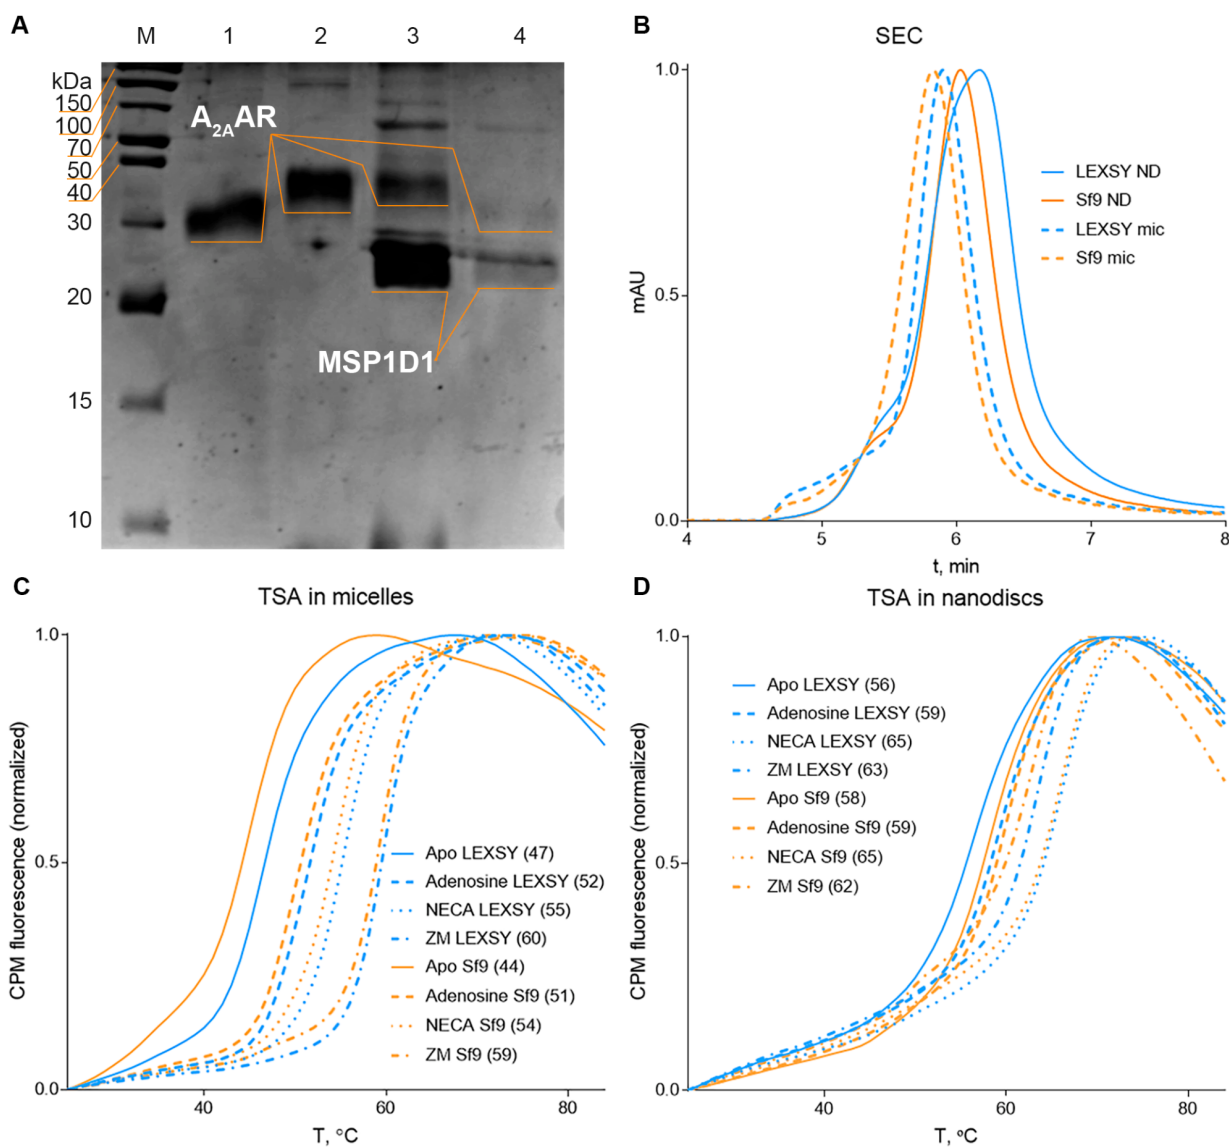 A
M 1 2 3 4
kDa
150
100
70
50
40
30
20
15
10
A2AAR
MSP1D1
B
SEC
1.0
0.5
0.0
mAU
4 5 6 7 8
t, min
LEXSY ND
Sf9 ND
LEXSY mic
Sf9 mic
C
TSA in micelles
1.0
0.5
0.0
CPM fluorescence (normalized)
40 60 80
T, °C
Apo LEXSY (47)
Adenosine LEXSY (52)
NECA LEXSY (55)
ZM LEXSY (60)
Apo Sf9 (44)
Adenosine Sf9 (51)
NECA Sf9 (54)
ZM Sf9 (59)
D
TSA in nanodiscs
1.0
0.5
0.0
CPM fluorescence (normalized)
40 60 80
T, °C
Apo LEXSY (56)
Adenosine LEXSY (59)
NECA LEXSY (65)
ZM LEXSY (63)
Apo Sf9 (58)
Adenosine Sf9 (59)
NECA Sf9 (65)
ZM Sf9 (62)